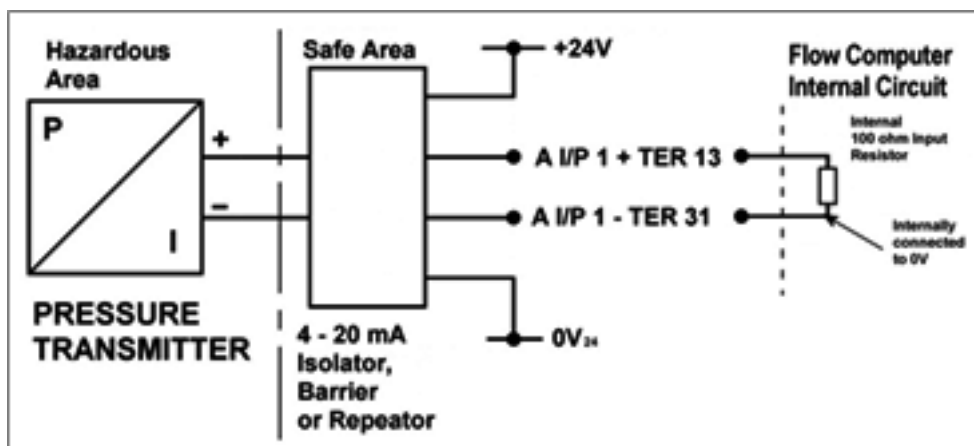 Hazardous
Area
P
I
+
–
PRESSURE
TRANSMITTER
Safe Area
4 - 20 mA
Isolator,
Barrier
or Repeator
+24V
A I/P 1 + TER 13
A I/P 1 - TER 31
0V24
Flow Computer
Internal Circuit
Internal
100 ohm Input
Resistor
Internally
connected
to 0V